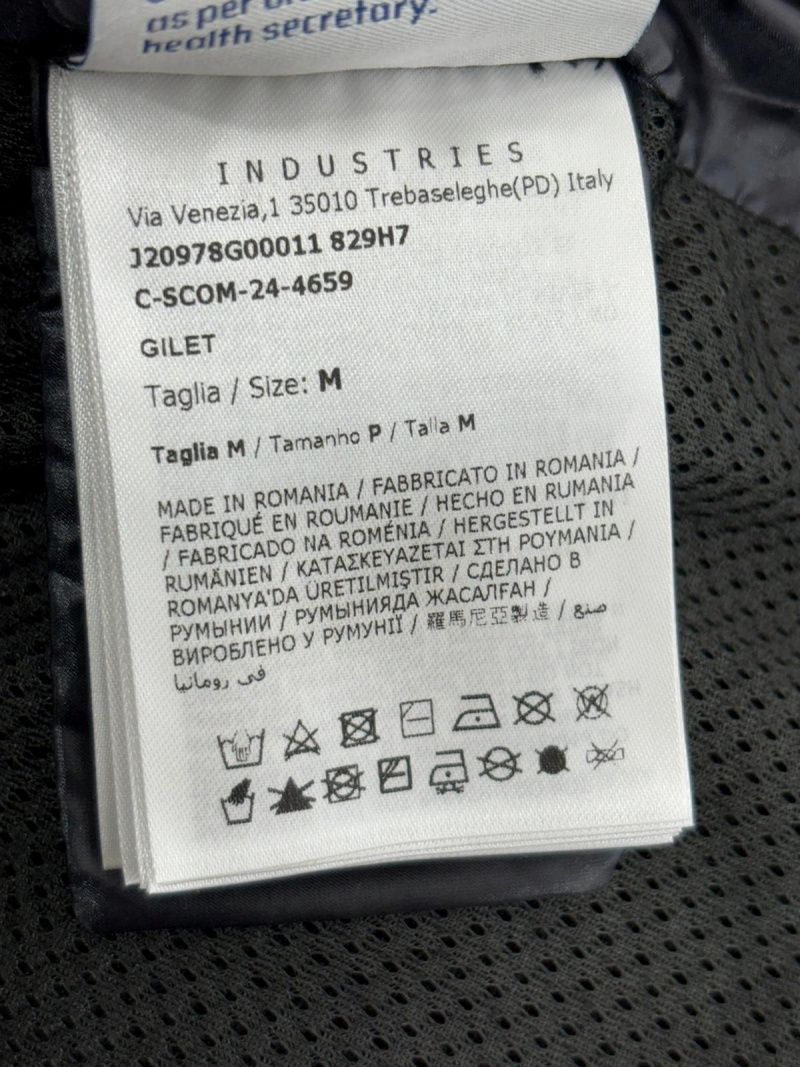 as per
health secretary.
INDUSTRIES
Via Venezia,1 35010 Trebaseleghe(PD) Italy
J20978G00011 829H7
C-SCOM-24-4659
GILET
Taglia / Size: M
Taglia M / Tamanho P / Talla M
MADE IN ROMANIA / FABBRICATO IN ROMANIA /
FABRIQUÉ EN ROUMANIE / HECHO EN RUMANIA
/ FABRICADO NA ROMÉNIA / HERGESTELLT IN
RUMÄNIEN / ΚΑΤΑΣΚΕΥΑΖΕΤΑΙ ΣΤΗ ΡΟΥΜΑΝΙΑ /
ROMANYA'DA ÜRETILMIŞTIR / СДЕЛАНО В
РУМЫНИИ / РУМЫНИЯДА ЖАСАЛҒАН /
ВИРОБЛЕНО У РУМУНІЇ / 羅馬尼亞製造 / صنع
في رومانيا